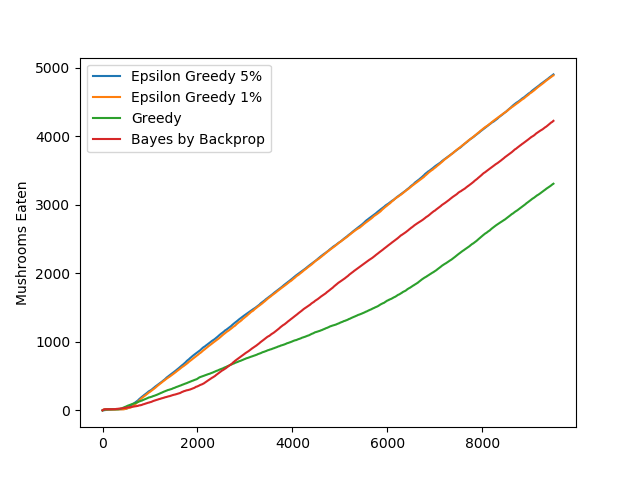 Epsilon Greedy 5%
Epsilon Greedy 1%
Greedy
Bayes by Backprop
Mushrooms Eaten
5000
4000
3000
2000
1000
0
0 2000 4000 6000 8000